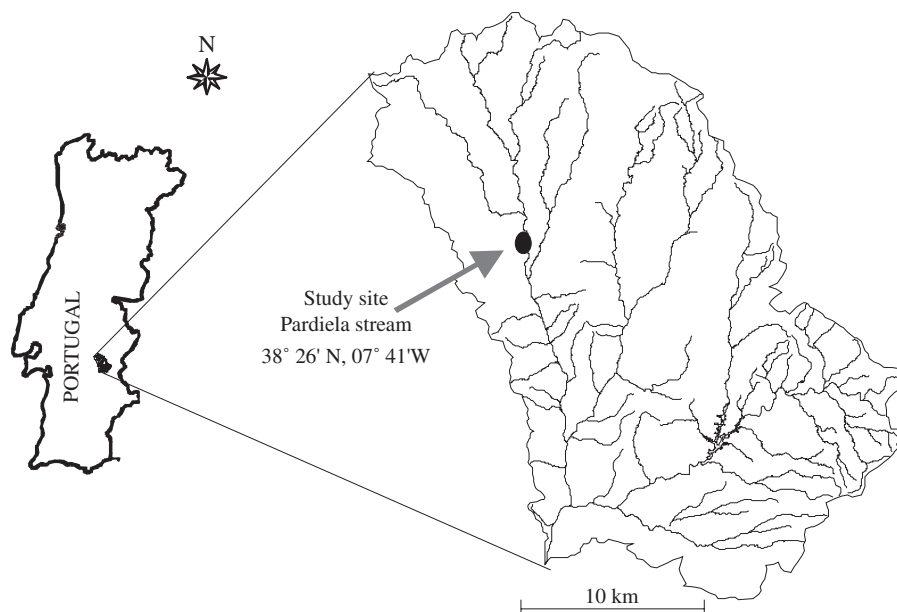 N
PORTUGAL
Study site
Pardiela stream
38° 26' N, 07° 41'W
10 km